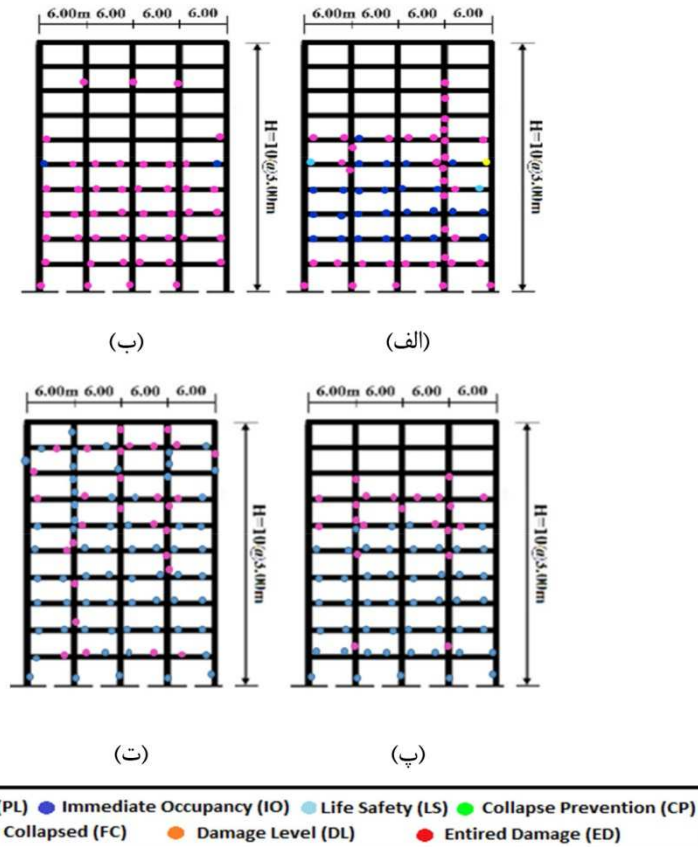 6.00m 6.00 6.00 6.00
6.00m 6.00 6.00 6.00
H=10@3.00m
H=10@3.00m
(ب)
(الف)
6.00m 6.00 6.00 6.00
6.00m 6.00 6.00 6.00
H=10@3.00m
H=10@3.00m
(ت)
(پ)
(PL) Immediate Occupancy (IO) Life Safety (LS) Collapse Prevention (CP)
Collapsed (FC) Damage Level (DL) Entired Damage (ED)